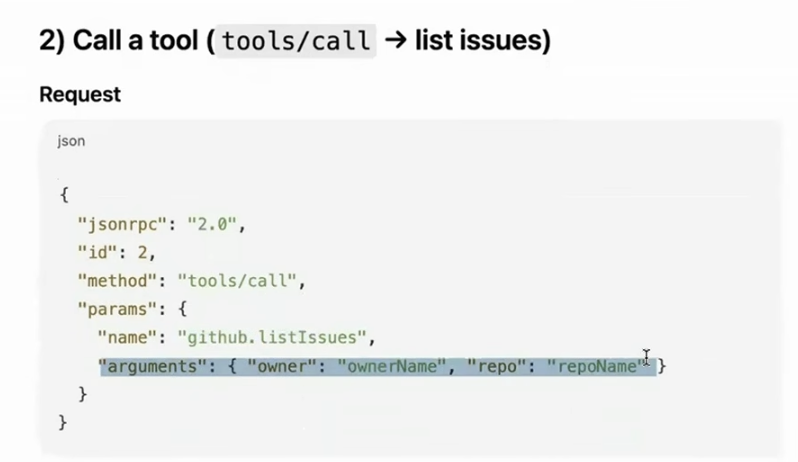 2) Call a tool (tools/call → list issues)
Request
json
{
"jsonrpc": "2.0",
"id": 2,
"method": "tools/call",
"params": {
"name": "github.listIssues",
"arguments": { "owner": "ownerName", "repo": "repoName" }
}
}